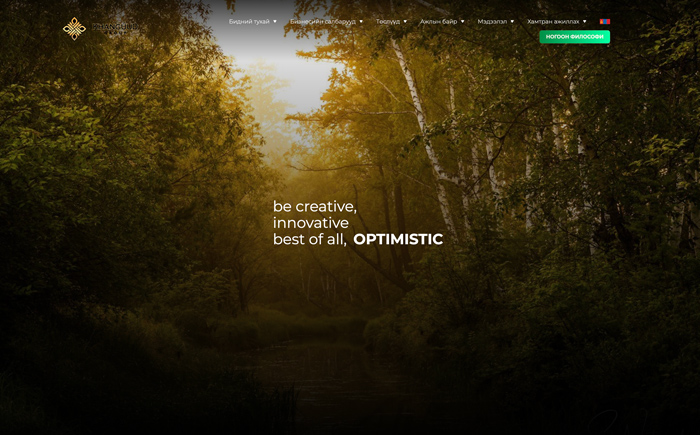 Бидний тухай
Бизнесийн салбарууд
Төслүүд
Ажлын байр
Мэдээлэл
Хамтран ажиллах
НОГООН ФИЛОСОФИ
be creative,
innovative
best of all, OPTIMISTIC